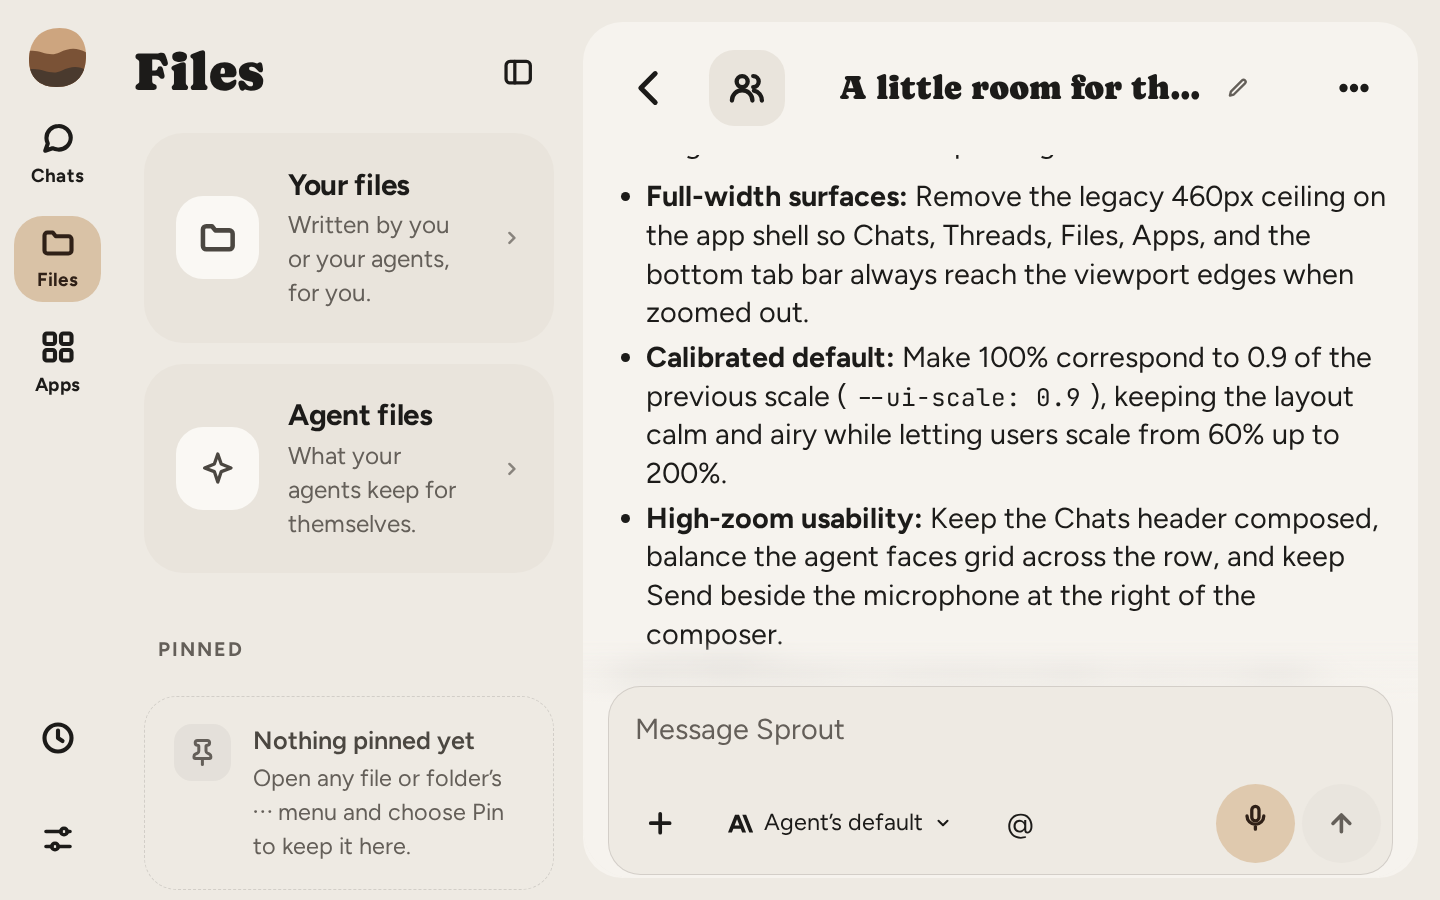 Files
Chats
Files
Apps
Your files
Written by you
or your agents,
for you.
Agent files
What your
agents keep for
themselves.
PINNED
Nothing pinned yet
Open any file or folder’s
··· menu and choose Pin
to keep it here.
A little room for th...
• Full-width surfaces: Remove the legacy 460px ceiling on
the app shell so Chats, Threads, Files, Apps, and the
bottom tab bar always reach the viewport edges when
zoomed out.
• Calibrated default: Make 100% correspond to 0.9 of the
previous scale ( --ui-scale: 0.9 ), keeping the layout
calm and airy while letting users scale from 60% up to
200%.
• High-zoom usability: Keep the Chats header composed,
balance the agent faces grid across the row, and keep
Send beside the microphone at the right of the
composer.
Message Sprout
Agent’s default
@